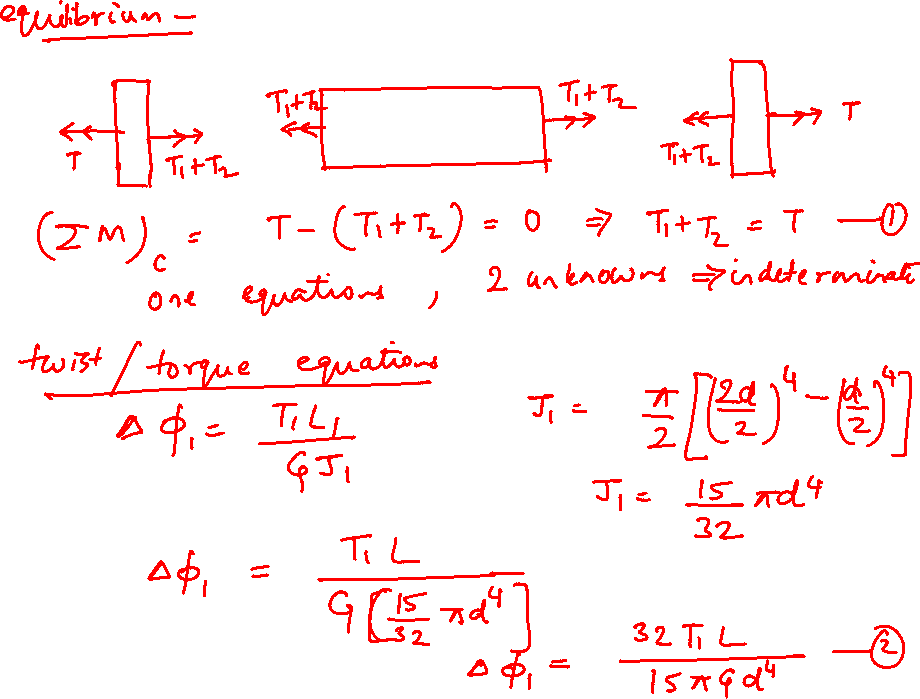 equilibrium –
T T₁+T₂ T₁+T₂ T₁+T₂ T₁+T₂ T
(ΣM)c = T – (T₁+T₂) = 0 ⇒ T₁+T₂ = T — ①
one equations, 2 unknowns ⇒ indeterminate
twist / torque equations
Δϕ₁ = T₁L₁ / GJ₁
J₁ = π/2 [(2d/2)⁴ – (d/2)⁴]
J₁ = 15/32 πd⁴
Δϕ₁ = T₁L / G[15/32 πd⁴]
Δϕ₁ = 32T₁L / 15πGd⁴ — ②